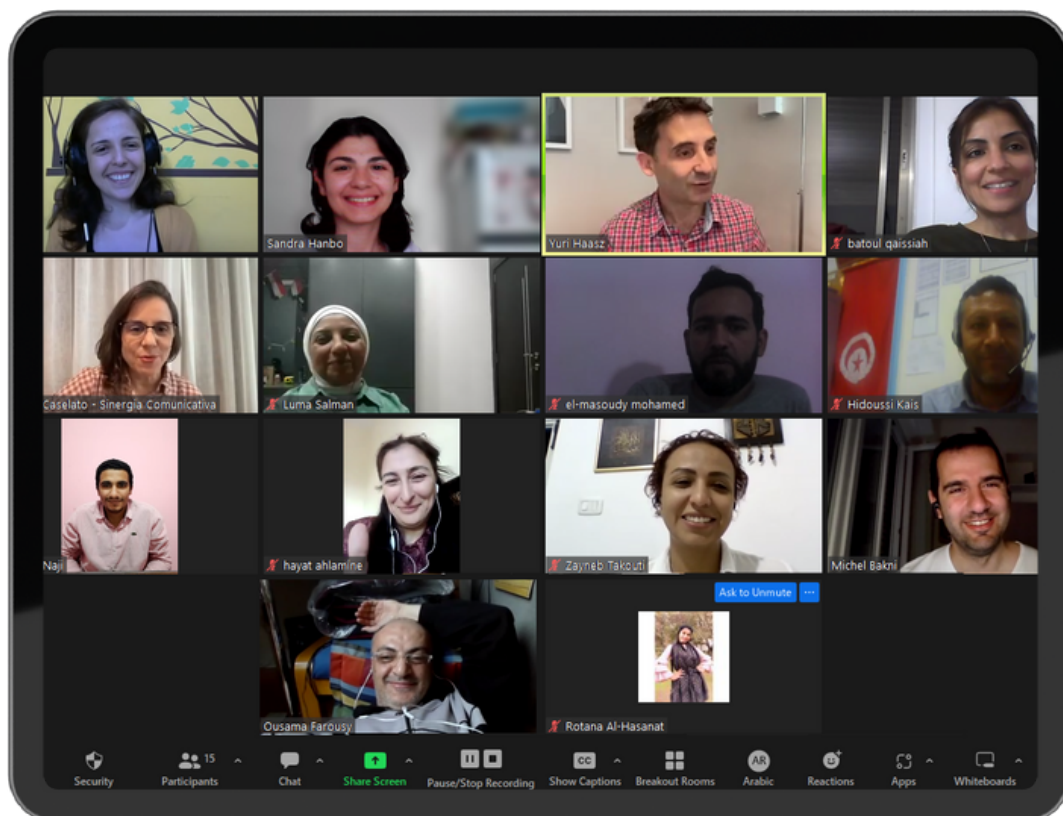 Sandra Hanbo
Yuri Haasz
batoul qaissiah
Caselato - Sinergia Comunicativa
Luma Salman
el-masoudy mohamed
Hidoussi Kais
Naji
hayat ahlamine
Zayneb Takouti
Michel Bakni
Ask to Unmute
Ousama Farousy
Rotana Al-Hasanat
Security
Participants
15
Chat
Share Screen
Pause/Stop Recording
CC
Show Captions
Breakout Rooms
AR
Arabic
Reactions
Apps
Whiteboards